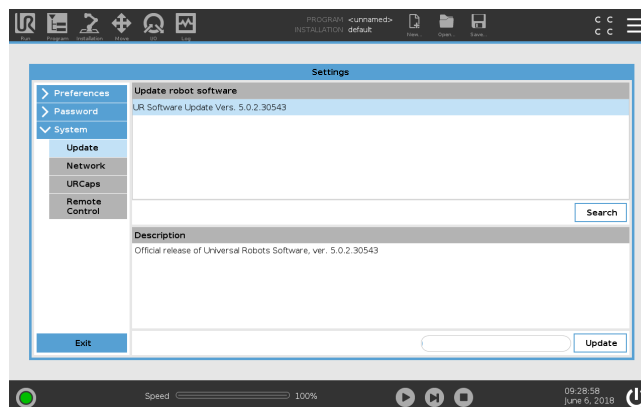 PROGRAM <unnamed>
INSTALLATION default
Run Program Installation Move I/O Log New... Open... Save...
C C
C C
Settings
Preferences
Password
System
Update
Network
URCaps
Remote
Control
Exit
Update robot software
UR Software Update Vers. 5.0.2.30543
Search
Description
Official release of Universal Robots Software, ver. 5.0.2.30543
Update
Speed 100%
09:28:58
June 6, 2018